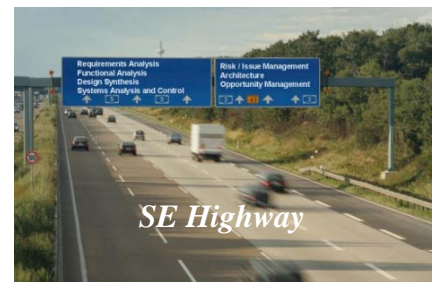 Requirements Analysis
Functional Analysis
Design Synthesis
Systems Analysis and Control
Risk / Issue Management
Architecture
Opportunity Management
SE Highway